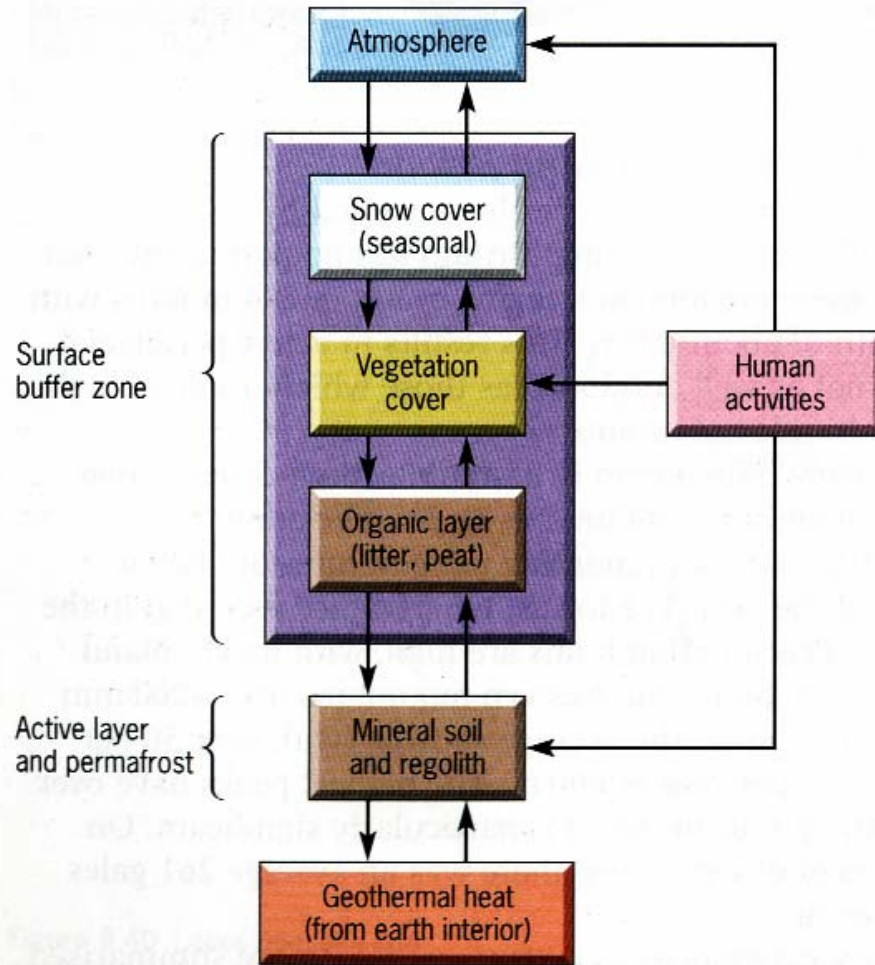 Atmosphere
Snow cover
(seasonal)
Surface
buffer zone
Vegetation
cover
Human
activities
Organic layer
(litter, peat)
Active layer
and permafrost
Mineral soil
and regolith
Geothermal heat
(from earth interior)